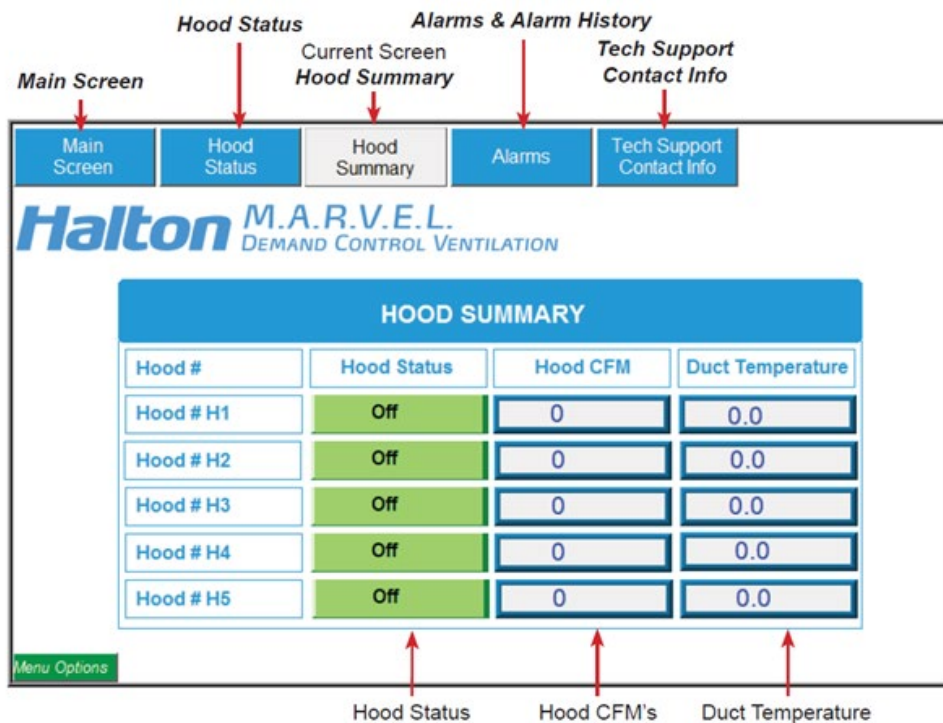 Hood Status
Alarms & Alarm History
Current Screen
Hood Summary
Tech Support
Contact Info
Main Screen
Main
Screen
Hood
Status
Hood
Summary
Alarms
Tech Support
Contact Info
Halton M.A.R.V.E.L.
DEMAND CONTROL VENTILATION
HOOD SUMMARY
Hood # Hood Status Hood CFM Duct Temperature
Hood # H1 Off 0 0.0
Hood # H2 Off 0 0.0
Hood # H3 Off 0 0.0
Hood # H4 Off 0 0.0
Hood # H5 Off 0 0.0
Menu Options
Hood Status Hood CFM's Duct Temperature